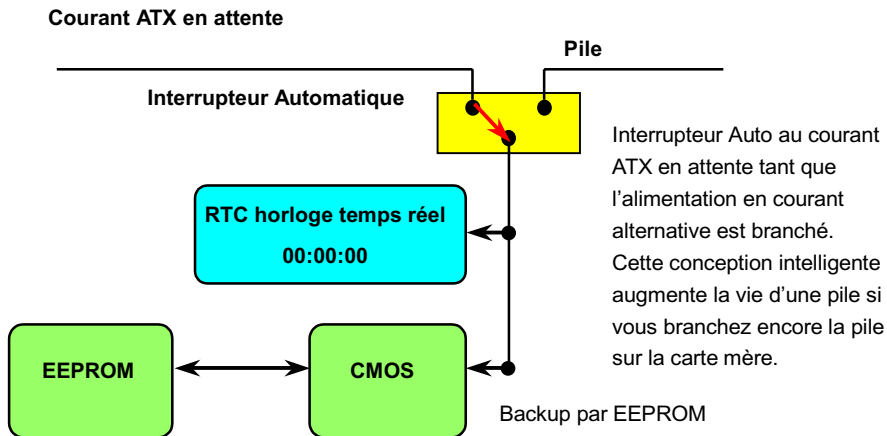 Courant ATX en attente
Pile
Interrupteur Automatique
Interrupteur Auto au courant
ATX en attente tant que
l’alimentation en courant
alternative est branché.
Cette conception intelligente
augmente la vie d’une pile si
vous branchez encore la pile
sur la carte mère.
RTC horloge temps réel
00:00:00
EEPROM
CMOS
Backup par EEPROM